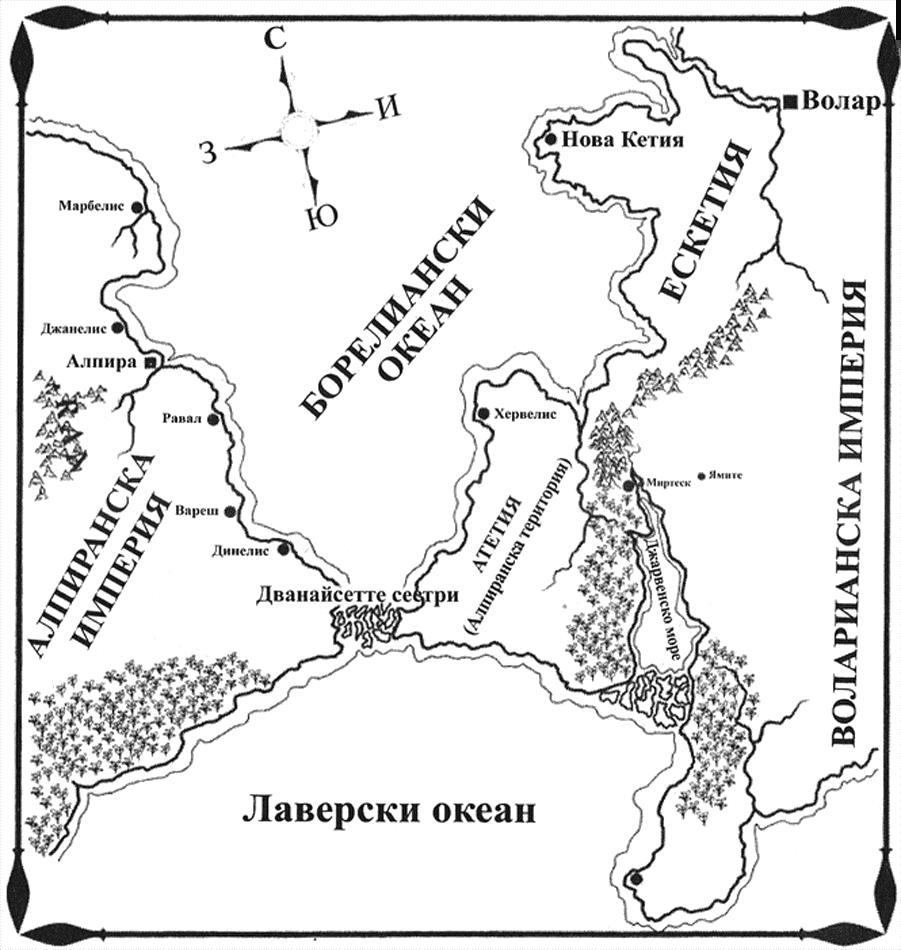 С
И
З
Ю
Волар
Нова Кетия
Марбелис
ЕСКЕТИЯ
БОРЕЛИАНСКИ
ОКЕАН
Джанелис
Алпира
Равал
Хервелис
АЛПИРАНСКА
ИМПЕРИЯ
Вареш
Динелис
АТЕТИЯ
(Алпиранска територия)
Миртеск
Ямите
Джарвенско море
ВОЛАРИАНСКА ИМПЕРИЯ
Дванайсетте сестри
Лаверски океан